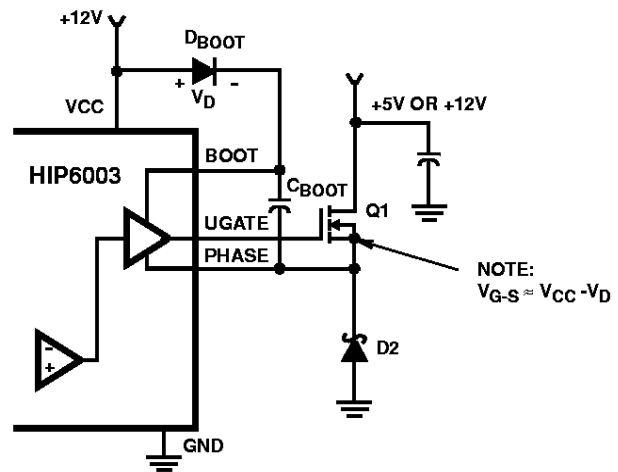 +12V
DBOOT
+ VD -
VCC
+5V OR +12V
BOOT
HIP6003
CBOOT
UGATE
Q1
PHASE
NOTE:
VG-S ≈ VCC -VD
D2
-
+
GND